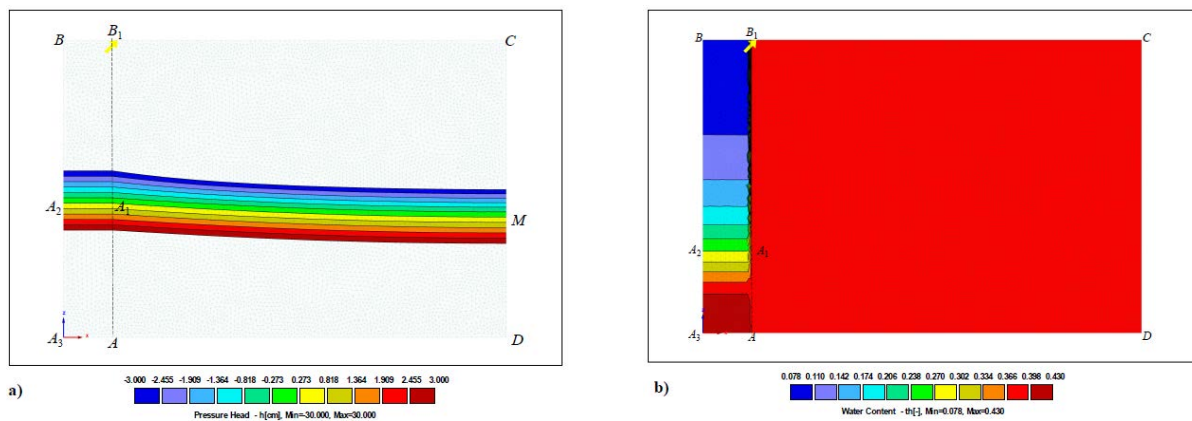 B B1 C
A2 A1 M
z
x
A3 A D
-3.000 -2.455 -1.909 -1.364 -0.818 -0.273 0.273 0.818 1.364 1.909 2.455 3.000
a)
Pressure Head - h[cm], Min=-30.000, Max=30.000
B B1 C
A2 A1
A3 A D
0.078 0.110 0.142 0.174 0.206 0.238 0.270 0.302 0.334 0.366 0.398 0.430
b)
Water Content - th[-], Min=0.078, Max=0.430